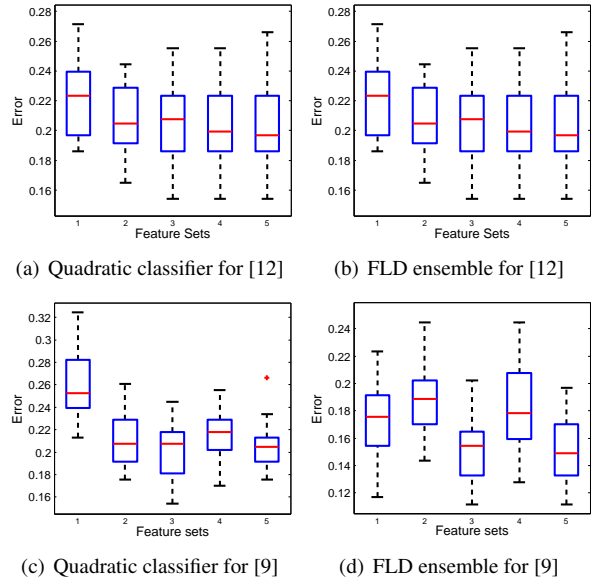 0.28
0.26
0.24
0.22
0.2
0.18
0.16
Error
1 2 3 4 5
Feature Sets
(a) Quadratic classifier for [12]
0.28
0.26
0.24
0.22
0.2
0.18
0.16
Error
1 2 3 4 5
Feature Sets
(b) FLD ensemble for [12]
0.32
0.3
0.28
0.26
0.24
0.22
0.2
0.18
0.16
Error
1 2 3 4 5
Feature sets
(c) Quadratic classifier for [9]
0.24
0.22
0.2
0.18
0.16
0.14
0.12
Error
1 2 3 4 5
Feature sets
(d) FLD ensemble for [9]